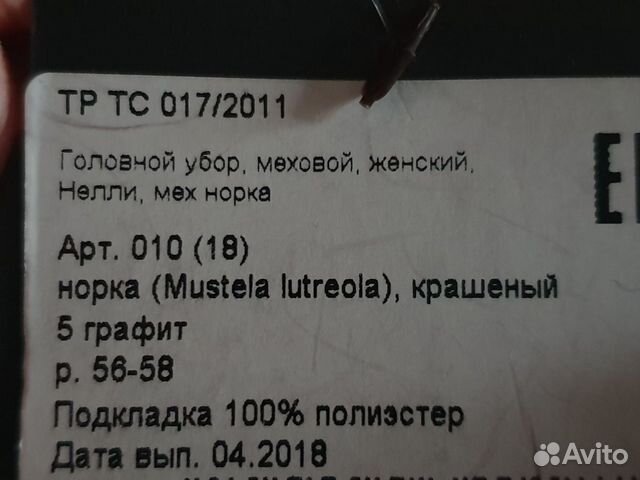 ТР ТС 017/2011
Головной убор, меховой, женский,
Нелли, мех норка
Арт. 010 (18)
норка (Mustela lutreola), крашеный
5 графит
р. 56-58
Подкладка 100% полиэстер
Дата вып. 04.2018
Avito